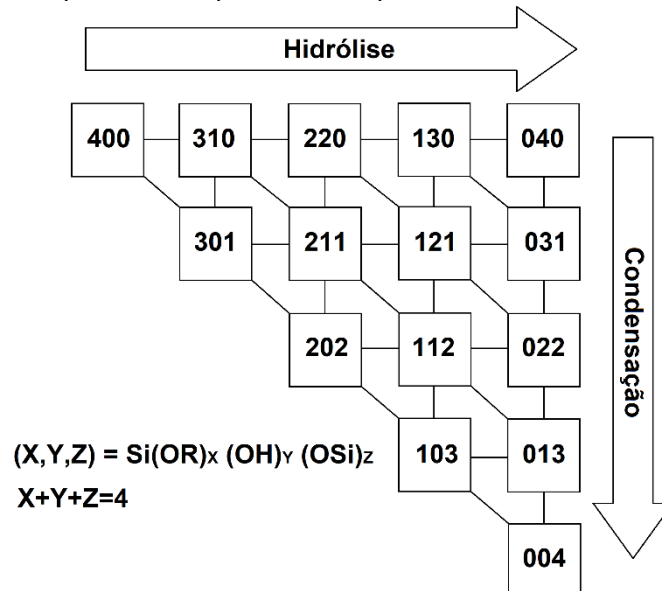 Hidrólise
400 310 220 130 040
301 211 121 031
202 112 022
103 013
004
Condensação
(X,Y,Z) = Si(OR)X (OH)Y (OSi)Z
X+Y+Z=4